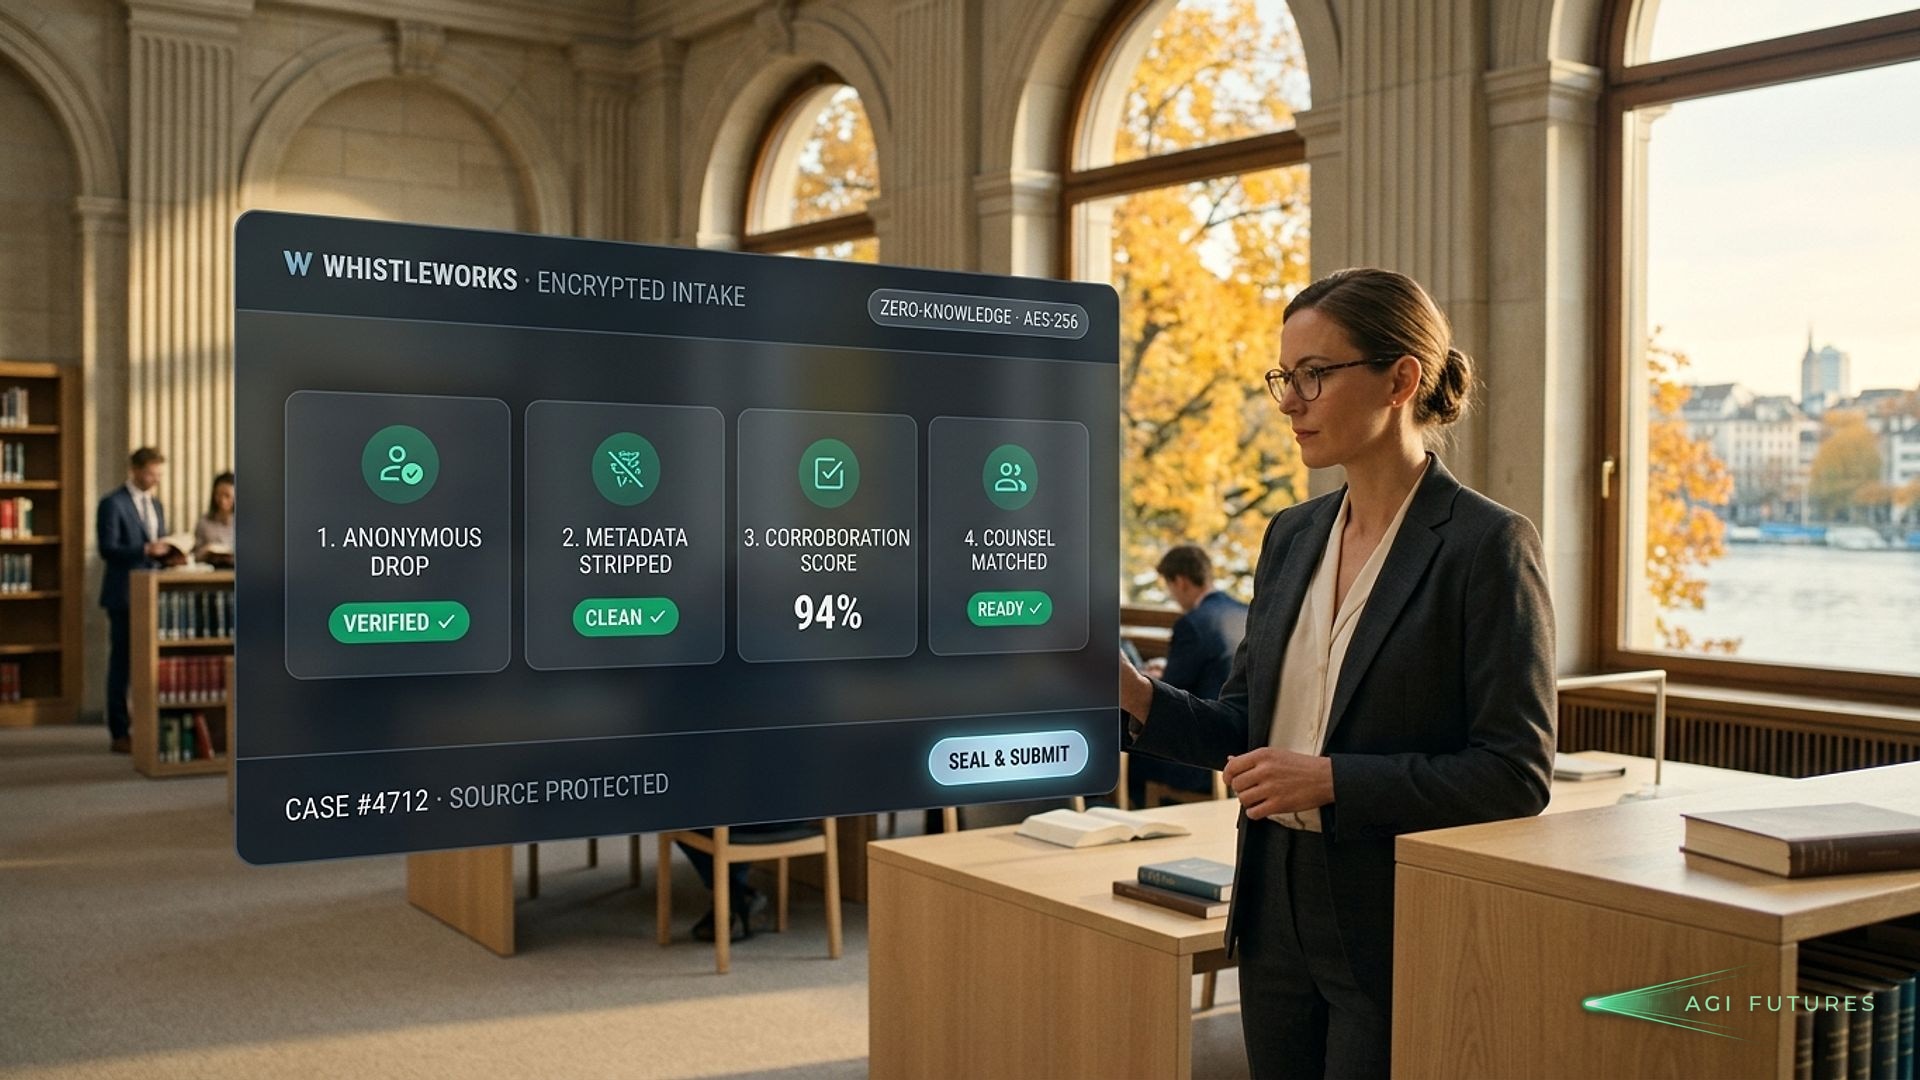 W WHISTLEWORKS · ENCRYPTED INTAKE
ZERO-KNOWLEDGE · AES-256
1. ANONYMOUS
DROP
VERIFIED ✓
2. METADATA
STRIPPED
CLEAN ✓
3. CORROBORATION
SCORE
94%
4. COUNSEL
MATCHED
READY ✓
CASE #4712 · SOURCE PROTECTED
SEAL & SUBMIT
AGI FUTURES